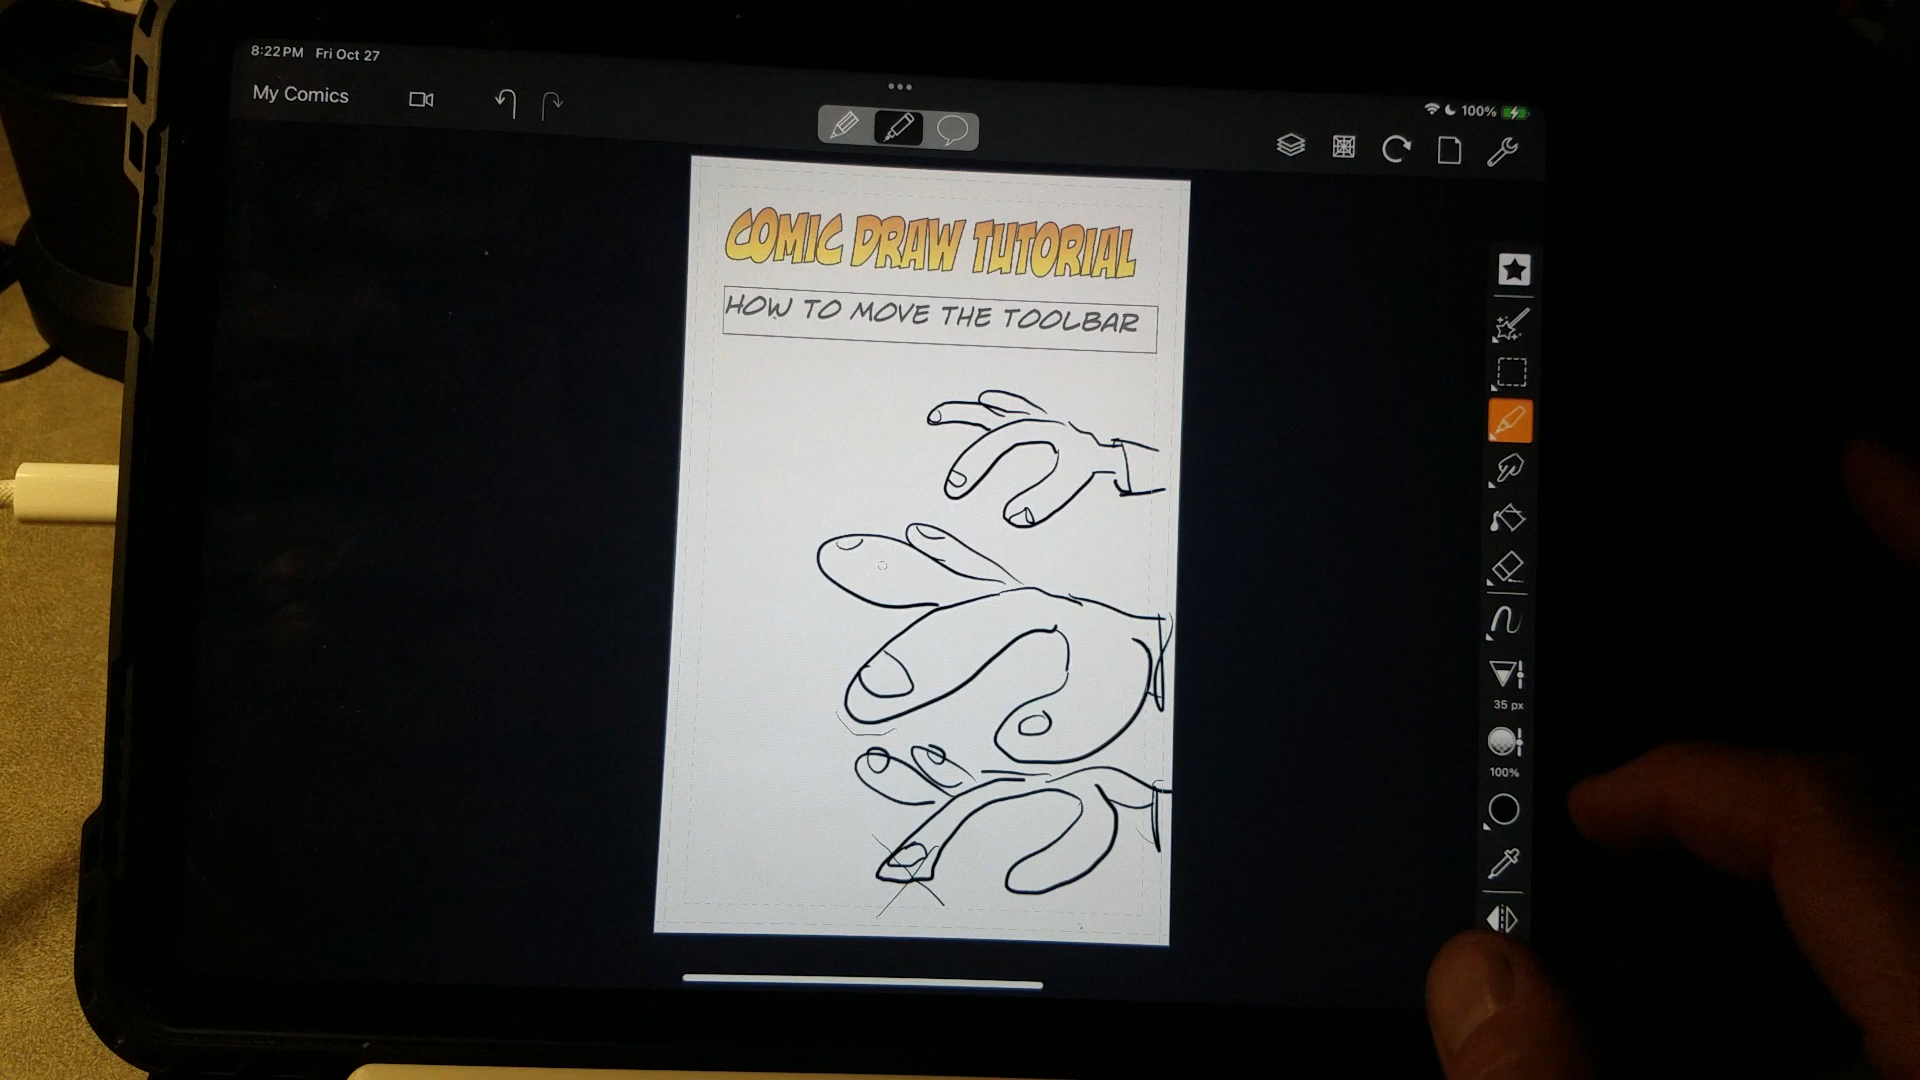 8:22 PM Fri Oct 27
My Comics
100%
COMIC DRAW TUTORIAL
HOW TO MOVE THE TOOLBAR
35 px
100%